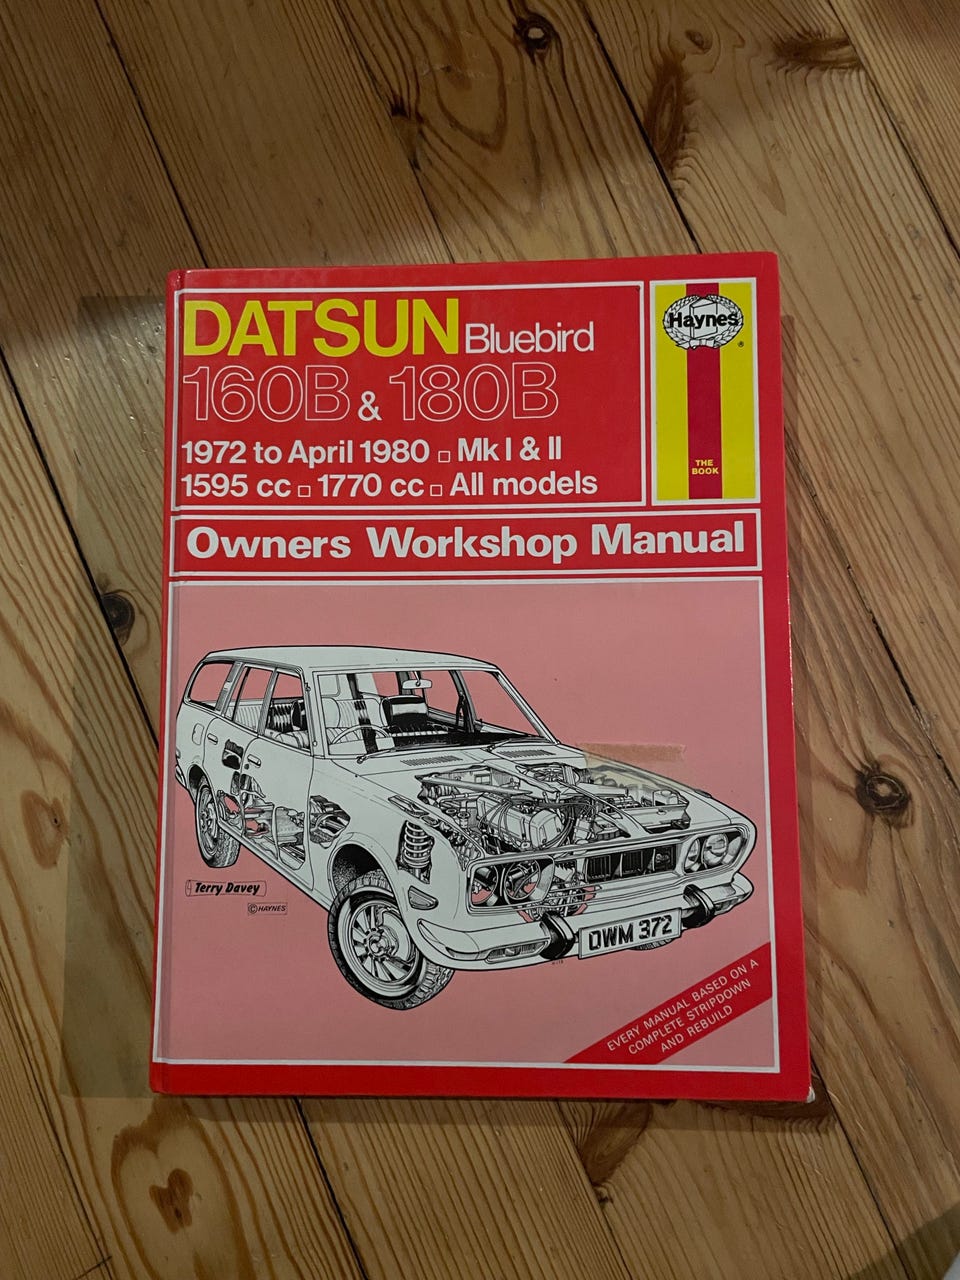 DATSUN Bluebird
160B & 180B
1972 to April 1980 □ Mk I & II
1595 cc □ 1770 cc □ All models
Haynes
®
THE
BOOK
Owners Workshop Manual
Terry Davey
© HAYNES
OWM 372
EVERY MANUAL BASED ON A
COMPLETE STRIPDOWN
AND REBUILD